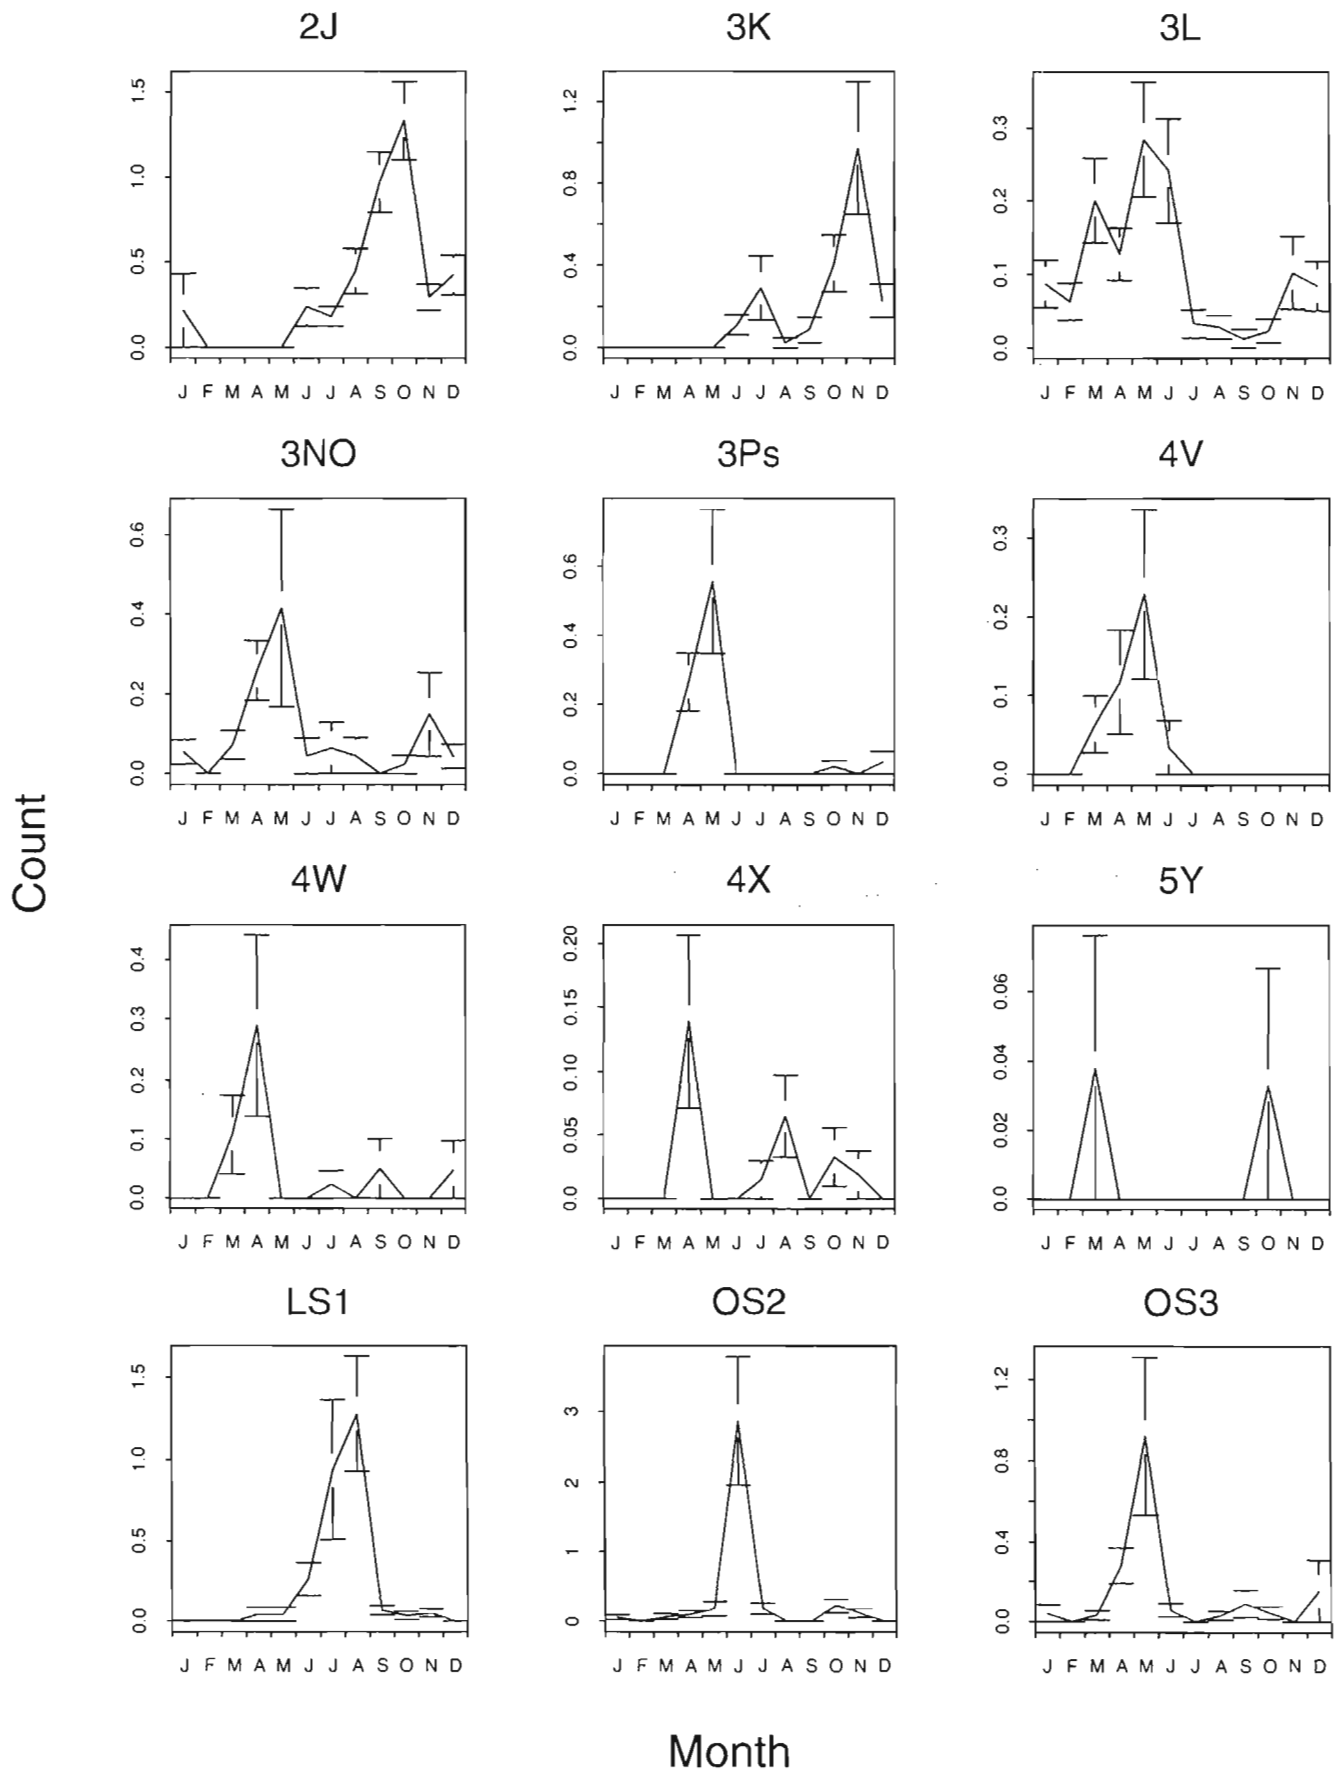 2J 3K 3L
1.5 1.0 0.5 0.0
1.2 0.8 0.4 0.0
0.3 0.2 0.1 0.0
J F M A M J J A S O N D
J F M A M J J A S O N D
J F M A M J J A S O N D
3NO 3Ps 4V
0.6 0.4 0.2 0.0
0.6 0.4 0.2 0.0
0.3 0.2 0.1 0.0
J F M A M J J A S O N D
J F M A M J J A S O N D
J F M A M J J A S O N D
Count
4W 4X 5Y
0.4 0.3 0.2 0.1 0.0
0.20 0.15 0.10 0.05 0.0
0.06 0.04 0.02 0.0
J F M A M J J A S O N D
J F M A M J J A S O N D
J F M A M J J A S O N D
LS1 OS2 OS3
1.5 1.0 0.5 0.0
3 2 1 0
1.2 0.8 0.4 0.0
J F M A M J J A S O N D
J F M A M J J A S O N D
J F M A M J J A S O N D
Month